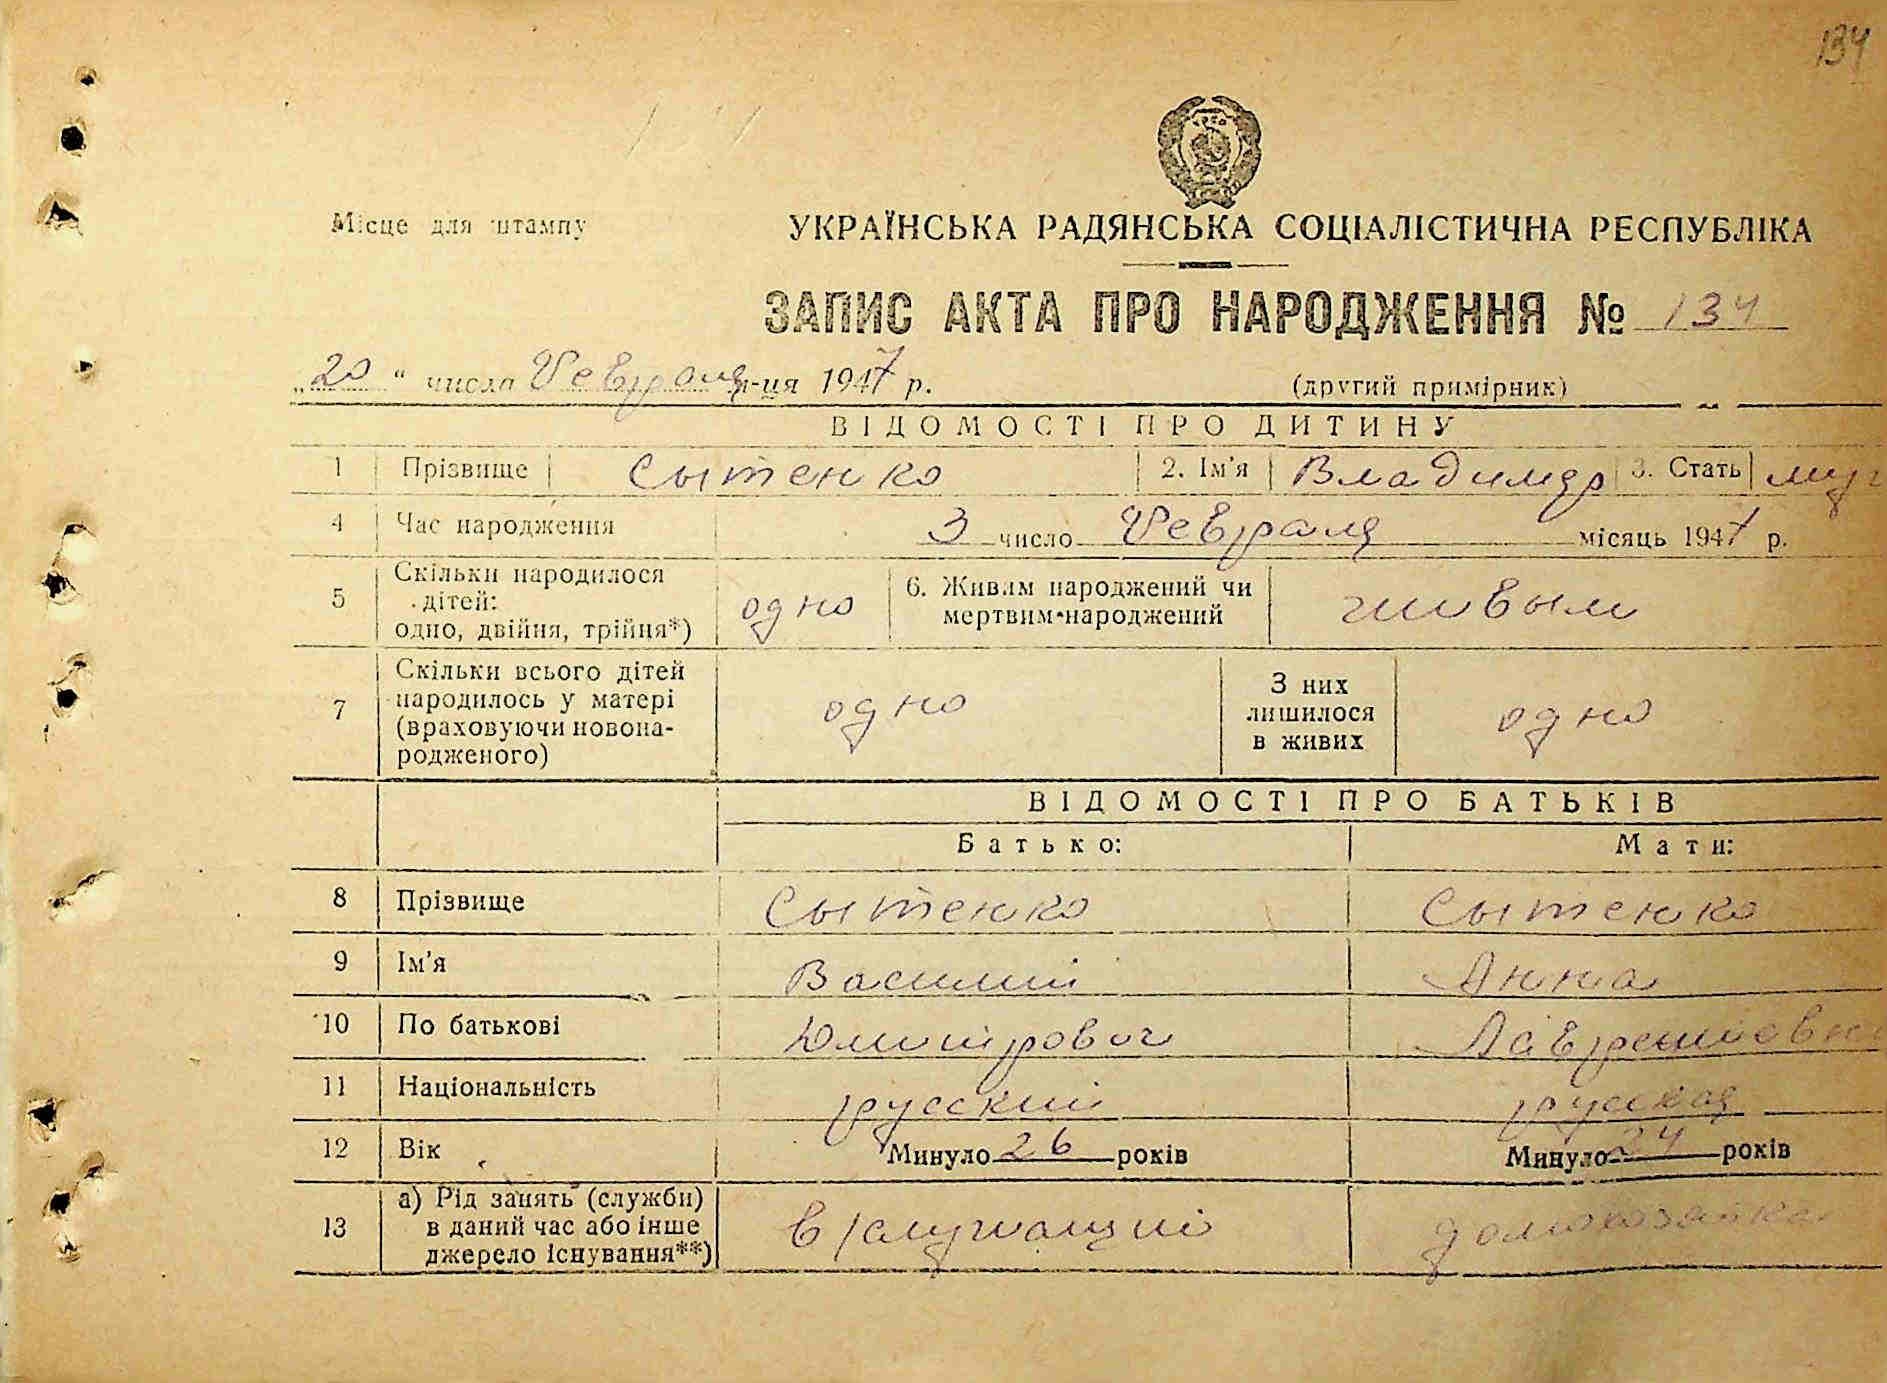 134
Місце для штампу
УКРАЇНСЬКА РАДЯНСЬКА СОЦІАЛІСТИЧНА РЕСПУБЛІКА
ЗАПИС АКТА ПРО НАРОДЖЕННЯ № 134
„20“ числа Февраля м-ця 1947 р. (другий примірник)
ВІДОМОСТІ ПРО ДИТИНУ
1 Прізвище Сытенко 2. Ім'я Владимир 3. Стать муж
4 Час народження 3 число Февраля місяць 1947 р.
5 Скільки народилося дітей: одно, двійня, трійня*) одно 6. Живим народжений чи мертвим народжений живым
7 Скільки всього дітей народилось у матері (враховуючи новона-родженого) одно З них лишилося в живих одно
ВІДОМОСТІ ПРО БАТЬКІВ
Батько: Мати:
8 Прізвище Сытенко Сытенко
9 Ім'я Василий Анна
10 По батькові Дмитрович
11 Національність русский русская
12 Вік Минуло 26 років Минуло 24 років
13 а) Рід занять (служби) в даний час або інше джерело існування**) в/служащий домохозяйка